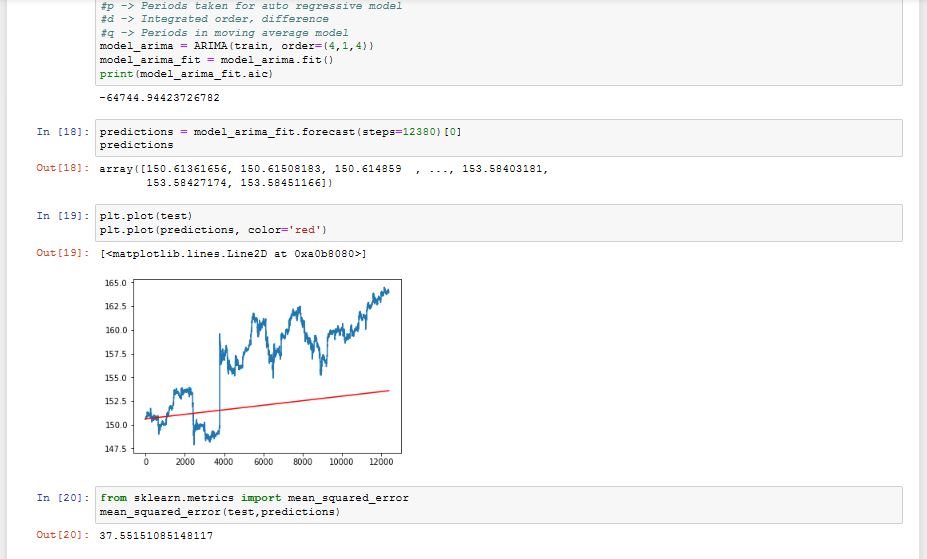 #p -> Periods taken for auto regressive model
#d -> Integrated order, difference
#q -> Periods in moving average model
model_arima = ARIMA(train, order=(4,1,4))
model_arima_fit = model_arima.fit()
print(model_arima_fit.aic)
-64744.94423726782
In [18]: predictions = model_arima_fit.forecast(steps=12380)[0]
predictions
Out[18]: array([150.61361656, 150.61508183, 150.614859  , ..., 153.58403181,
153.58427174, 153.58451166])
In [19]: plt.plot(test)
plt.plot(predictions, color='red')
Out[19]: [<matplotlib.lines.Line2D at 0xa0b8080>]
165.0
162.5
160.0
157.5
155.0
152.5
150.0
147.5
0 2000 4000 6000 8000 10000 12000
In [20]: from sklearn.metrics import mean_squared_error
mean_squared_error(test,predictions)
Out[20]: 37.55151085148117